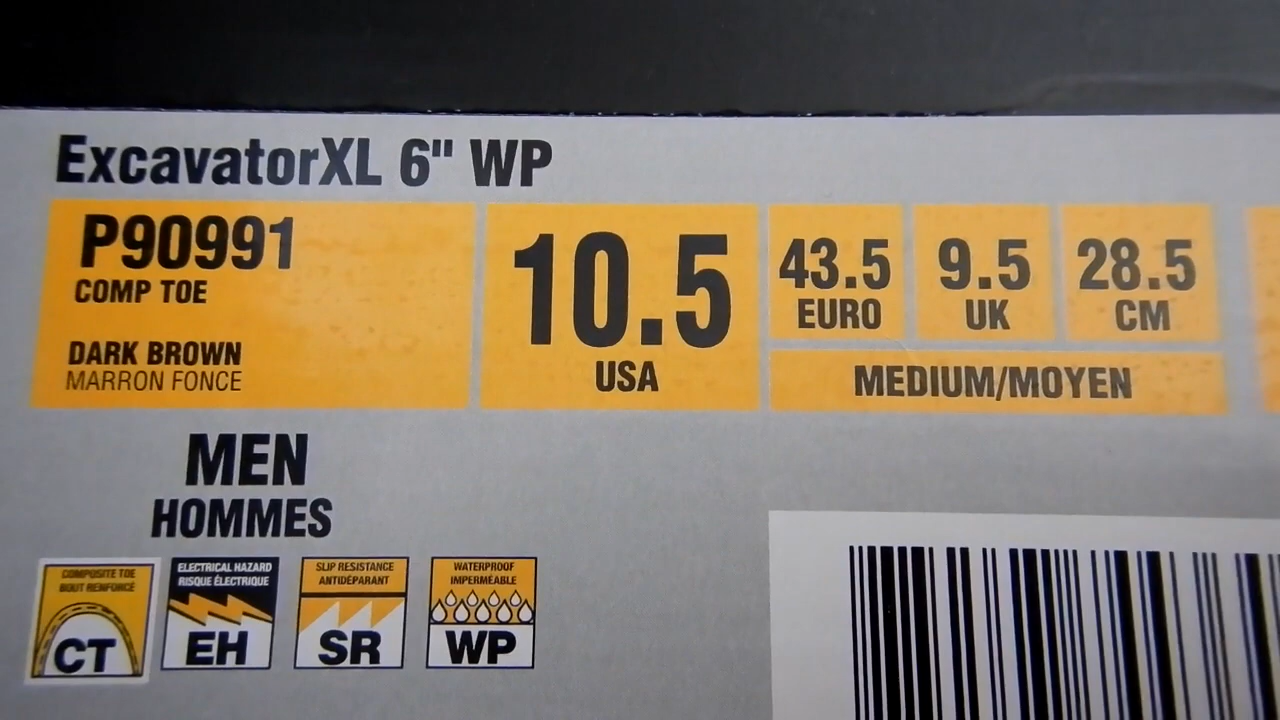 ExcavatorXL 6" WP
P90991
COMP TOE
DARK BROWN
MARRON FONCE
10.5
USA
43.5
EURO
9.5
UK
28.5
CM
MEDIUM/MOYEN
MEN
HOMMES
COMPOSITE TOE
BOUT RENFORCÉ
CT
ELECTRICAL HAZARD
RISQUE ÉLECTRIQUE
EH
SLIP RESISTANCE
ANTIDÉPARANT
SR
WATERPROOF
IMPERMÉABLE
WP